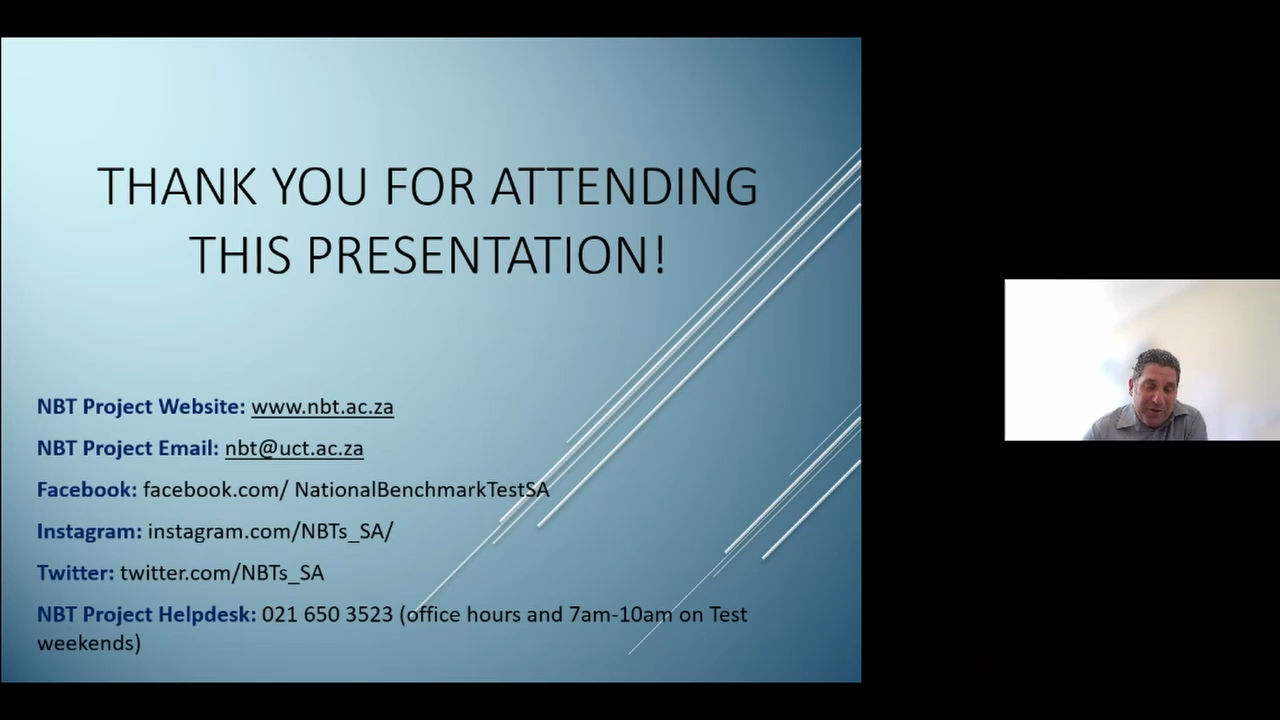 THANK YOU FOR ATTENDING
THIS PRESENTATION!
NBT Project Website: www.nbt.ac.za
NBT Project Email: nbt@uct.ac.za
Facebook: facebook.com/ NationalBenchmarkTestSA
Instagram: instagram.com/NBTs_SA/
Twitter: twitter.com/NBTs_SA
NBT Project Helpdesk: 021 650 3523 (office hours and 7am-10am on Test
weekends)